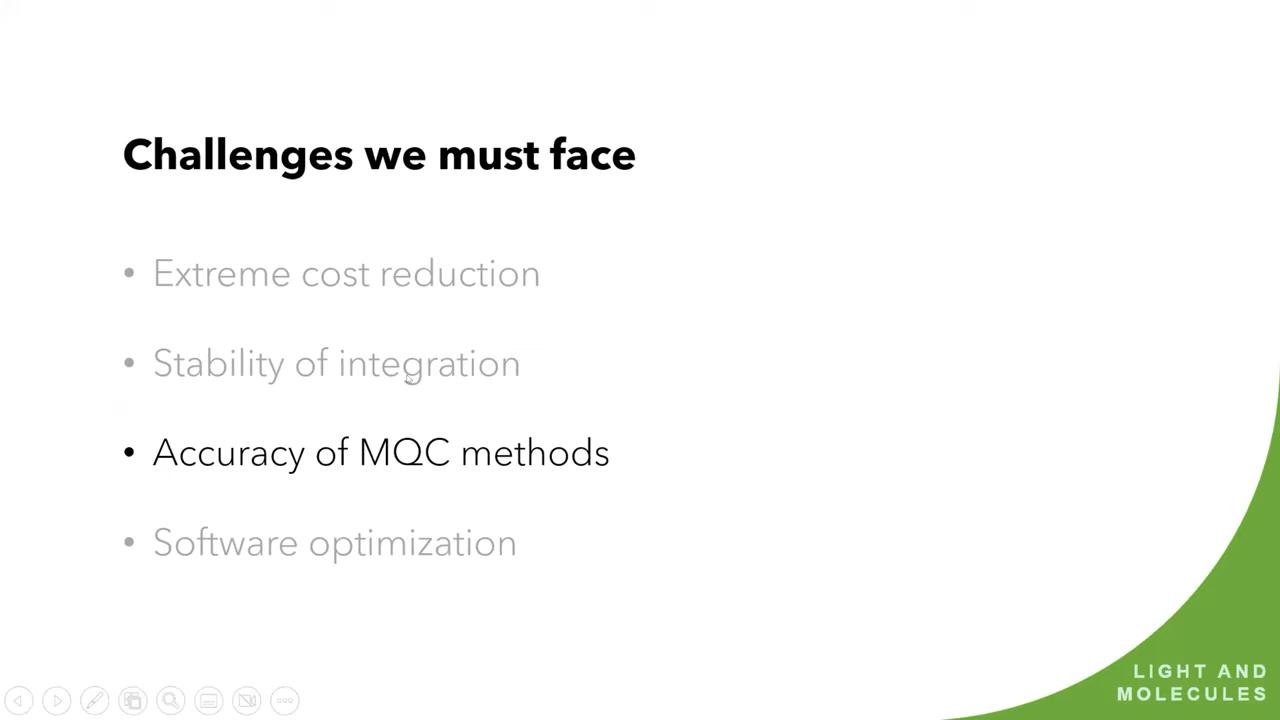 Challenges we must face
• Extreme cost reduction
• Stability of integration
• Accuracy of MQC methods
• Software optimization
LIGHT AND
MOLECULES